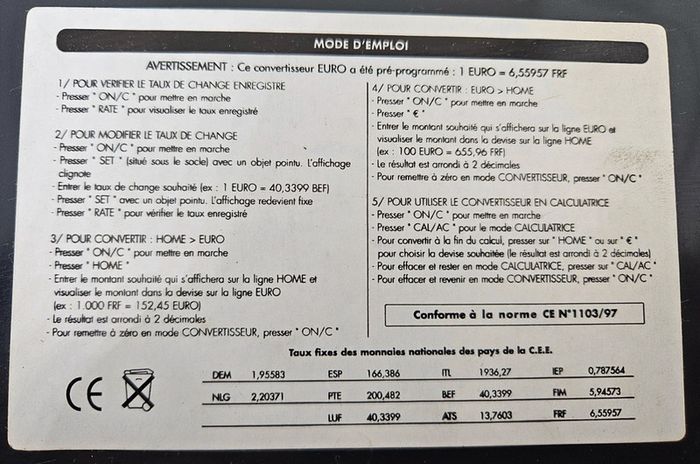 MODE D'EMPLOI
AVERTISSEMENT : Ce convertisseur EURO a été pré-programmé : 1 EURO = 6,55957 FRF
1/ POUR VERIFIER LE TAUX DE CHANGE ENREGISTRE
- Presser " ON/C " pour mettre en marche
- Presser " RATE " pour visualiser le taux enregistré
2/ POUR MODIFIER LE TAUX DE CHANGE
- Presser " ON/C " pour mettre en marche
- Presser " SET " (situé sous le socle) avec un objet pointu. L'affichage
clignote
- Entrer le taux de change souhaité (ex : 1 EURO = 40,3399 BEF)
- Presser " SET " avec un objet pointu. L'affichage redevient fixe
- Presser " RATE " pour vérifier le taux enregistré
3/ POUR CONVERTIR : HOME > EURO
- Presser " ON/C " pour mettre en marche
- Presser " HOME "
- Entrer le montant souhaité qui s'affichera sur la ligne HOME et
visualiser le montant dans la devise sur la ligne EURO
(ex : 1.000 FRF = 152,45 EURO)
- Le résultat est arrondi à 2 décimales
- Pour remettre à zéro en mode CONVERTISSEUR, presser " ON/C "
4/ POUR CONVERTIR : EURO > HOME
- Presser " ON/C " pour mettre en marche
- Presser " € "
- Entrer le montant souhaité qui s'affichera sur la ligne EURO et
visualiser le montant dans la devise sur la ligne HOME
(ex : 100 EURO = 655,96 FRF)
- Le résultat est arrondi à 2 décimales
- Pour remettre à zéro en mode CONVERTISSEUR, presser " ON/C "
5/ POUR UTILISER LE CONVERTISSEUR EN CALCULATRICE
- Presser " ON/C " pour mettre en marche
- Presser " CAL/AC " pour le mode CALCULATRICE
- Pour convertir à la fin du calcul, presser sur " HOME " ou sur " € "
pour choisir la devise souhaitée (le résultat est arrondi à 2 décimales)
- Pour effacer et rester en mode CALCULATRICE, presser sur " CAL/AC "
- Pour effacer et revenir en mode CONVERTISSEUR, presser " ON/C "
Conforme à la norme CE N°1103/97
Taux fixes des monnaies nationales des pays de la C.E.E.
CE
DEM 1,95583 ESP 166,386 ITL 1936,27 IEP 0,787564
NLG 2,20371 PTE 200,482 BEF 40,3399 FIM 5,94573
LUF 40,3399 ATS 13,7603 FRF 6,55957